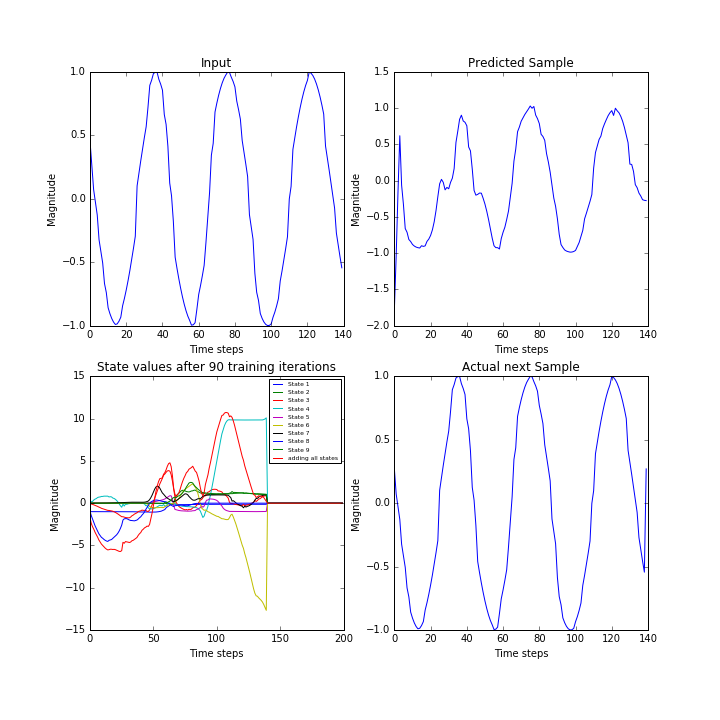 Input
1.0
0.5
0.0
−0.5
−1.0
Magnitude
0 20 40 60 80 100 120 140
Time steps
Predicted Sample
1.5
1.0
0.5
0.0
−0.5
−1.0
−1.5
−2.0
Magnitude
0 20 40 60 80 100 120 140
Time steps
State values after 90 training iterations
15
10
5
0
−5
−10
−15
Magnitude
State 1
State 2
State 3
State 4
State 5
State 6
State 7
State 8
State 9
adding all states
0 50 100 150 200
Time steps
Actual next Sample
1.0
0.5
0.0
−0.5
−1.0
Magnitude
0 20 40 60 80 100 120 140
Time steps